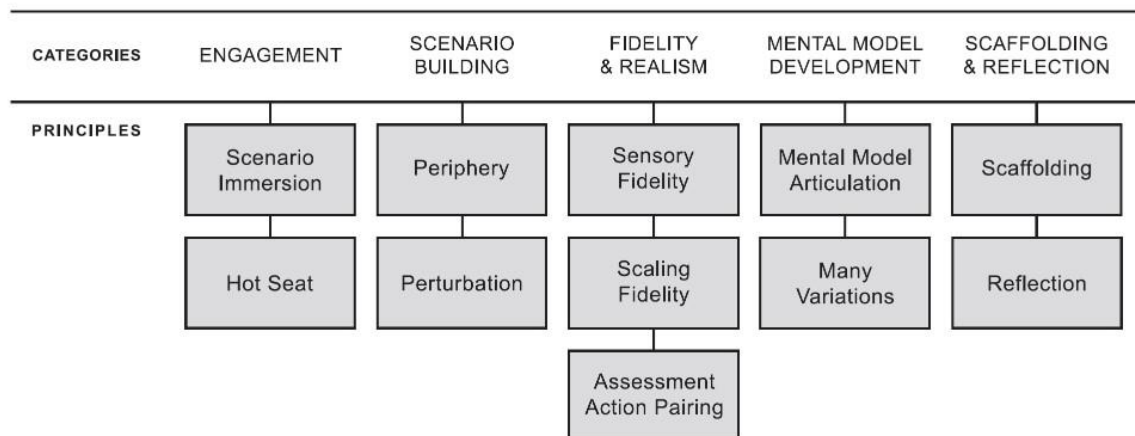 CATEGORIES
ENGAGEMENT
SCENARIO
BUILDING
FIDELITY
& REALISM
MENTAL MODEL
DEVELOPMENT
SCAFFOLDING
& REFLECTION
PRINCIPLES
Scenario
Immersion
Periphery
Sensory
Fidelity
Mental Model
Articulation
Scaffolding
Hot Seat
Perturbation
Scaling
Fidelity
Many
Variations
Reflection
Assessment
Action Pairing